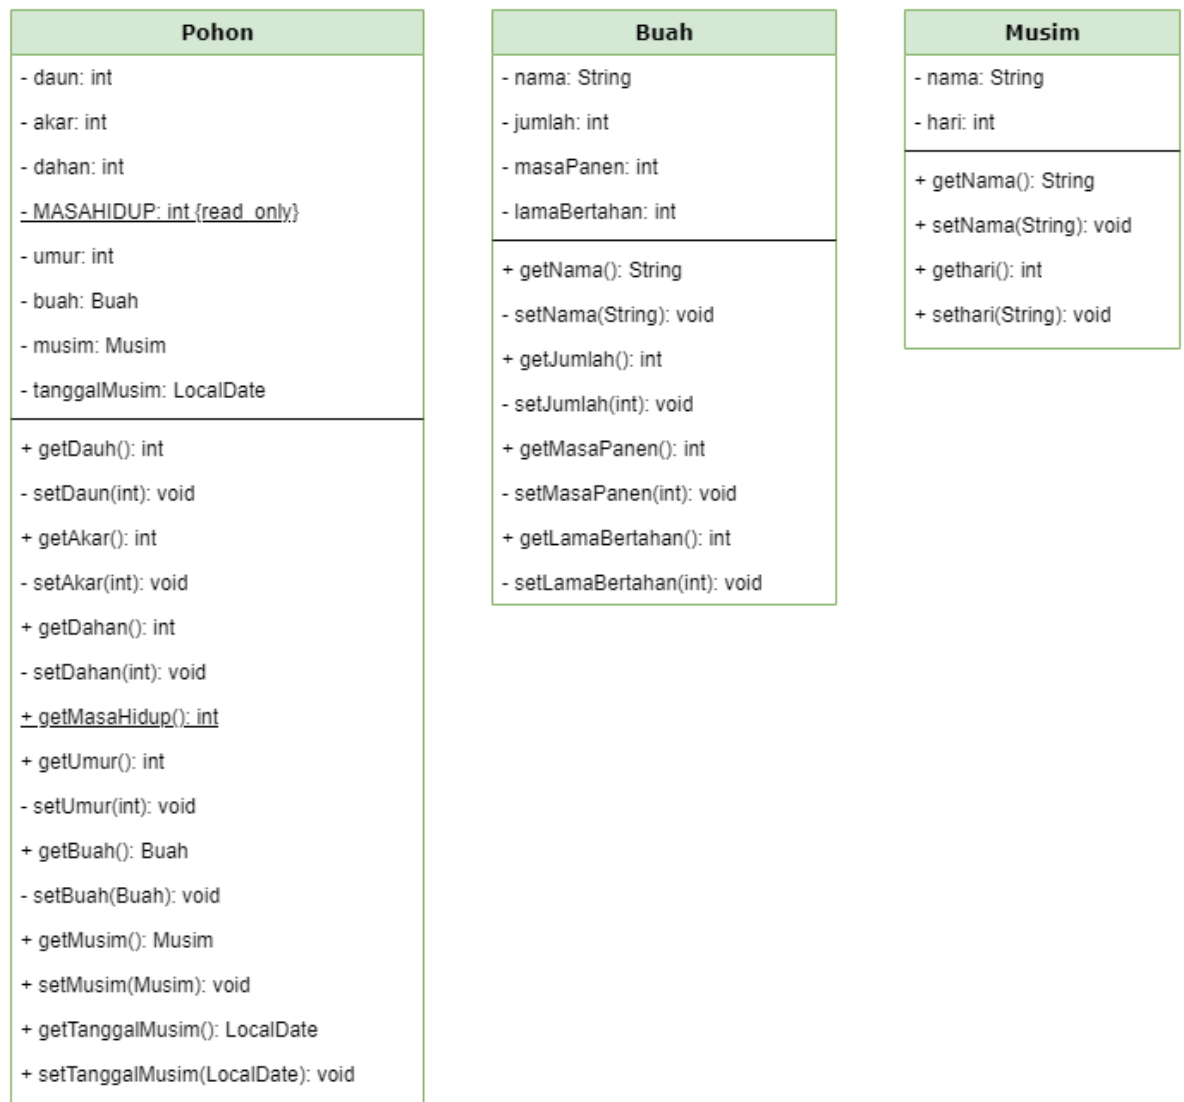 Pohon
- daun: int
- akar: int
- dahan: int
- MASAHIDUP: int {read_only}
- umur: int
- buah: Buah
- musim: Musim
- tanggalMusim: LocalDate
+ getDauh(): int
- setDaun(int): void
+ getAkar(): int
- setAkar(int): void
+ getDahan(): int
- setDahan(int): void
+ getMasaHidup(): int
+ getUmur(): int
- setUmur(int): void
+ getBuah(): Buah
- setBuah(Buah): void
+ getMusim(): Musim
+ setMusim(Musim): void
+ getTanggalMusim(): LocalDate
+ setTanggalMusim(LocalDate): void
Buah
- nama: String
- jumlah: int
- masaPanen: int
- lamaBertahan: int
+ getNama(): String
- setNama(String): void
+ getJumlah(): int
- setJumlah(int): void
+ getMasaPanen(): int
- setMasaPanen(int): void
+ getLamaBertahan(): int
- setLamaBertahan(int): void
Musim
- nama: String
- hari: int
+ getNama(): String
+ setNama(String): void
+ gethari(): int
+ sethari(String): void